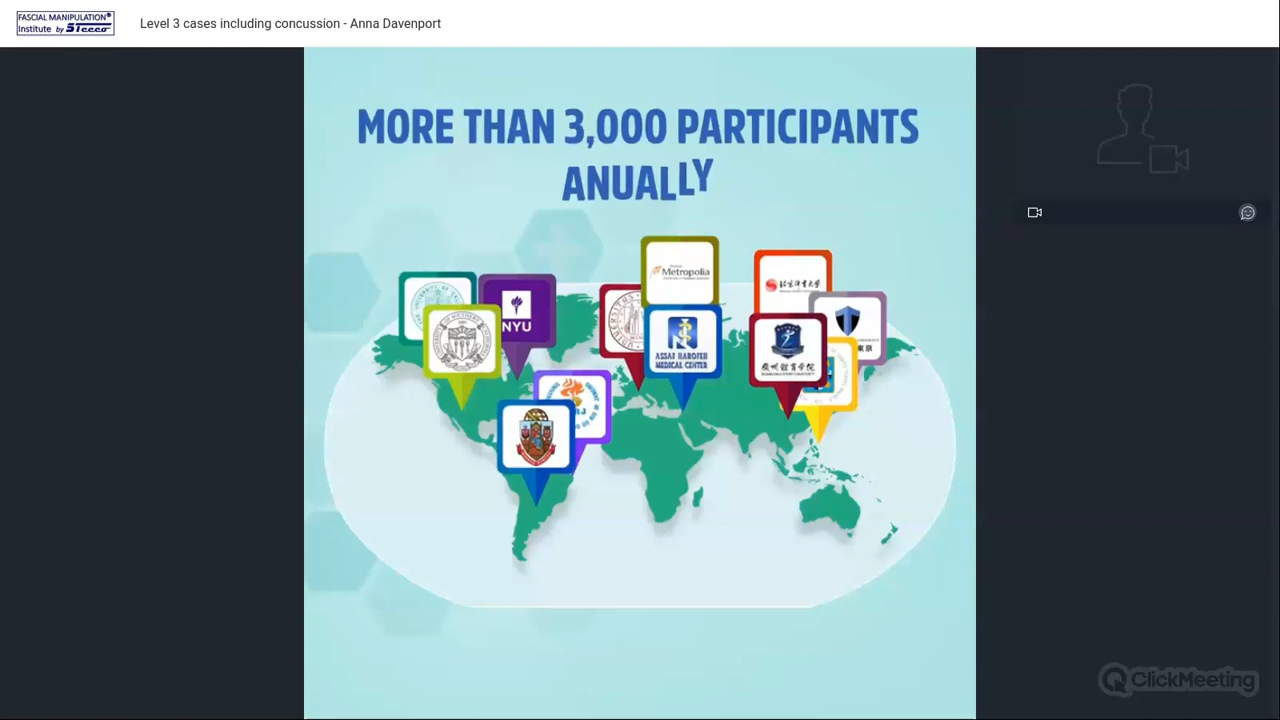 FASCIAL MANIPULATION®
Institute by Stecco
Level 3 cases including concussion - Anna Davenport
MORE THAN 3,000 PARTICIPANTS
ANUALLY
Metropolia
NYU
ASSAF HAROFEH
MEDICAL CENTER
ClickMeeting